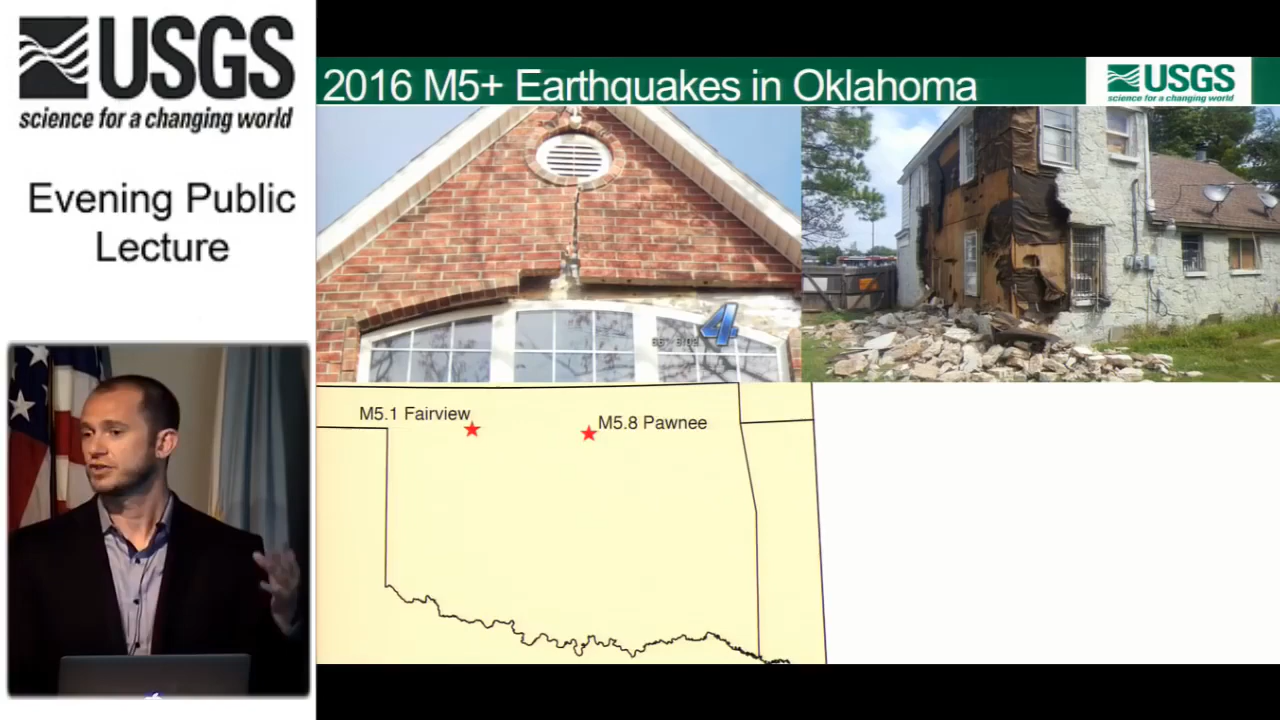 USGS
science for a changing world
Evening Public
Lecture
2016 M5+ Earthquakes in Oklahoma
USGS
science for a changing world
4
M5.1 Fairview
M5.8 Pawnee